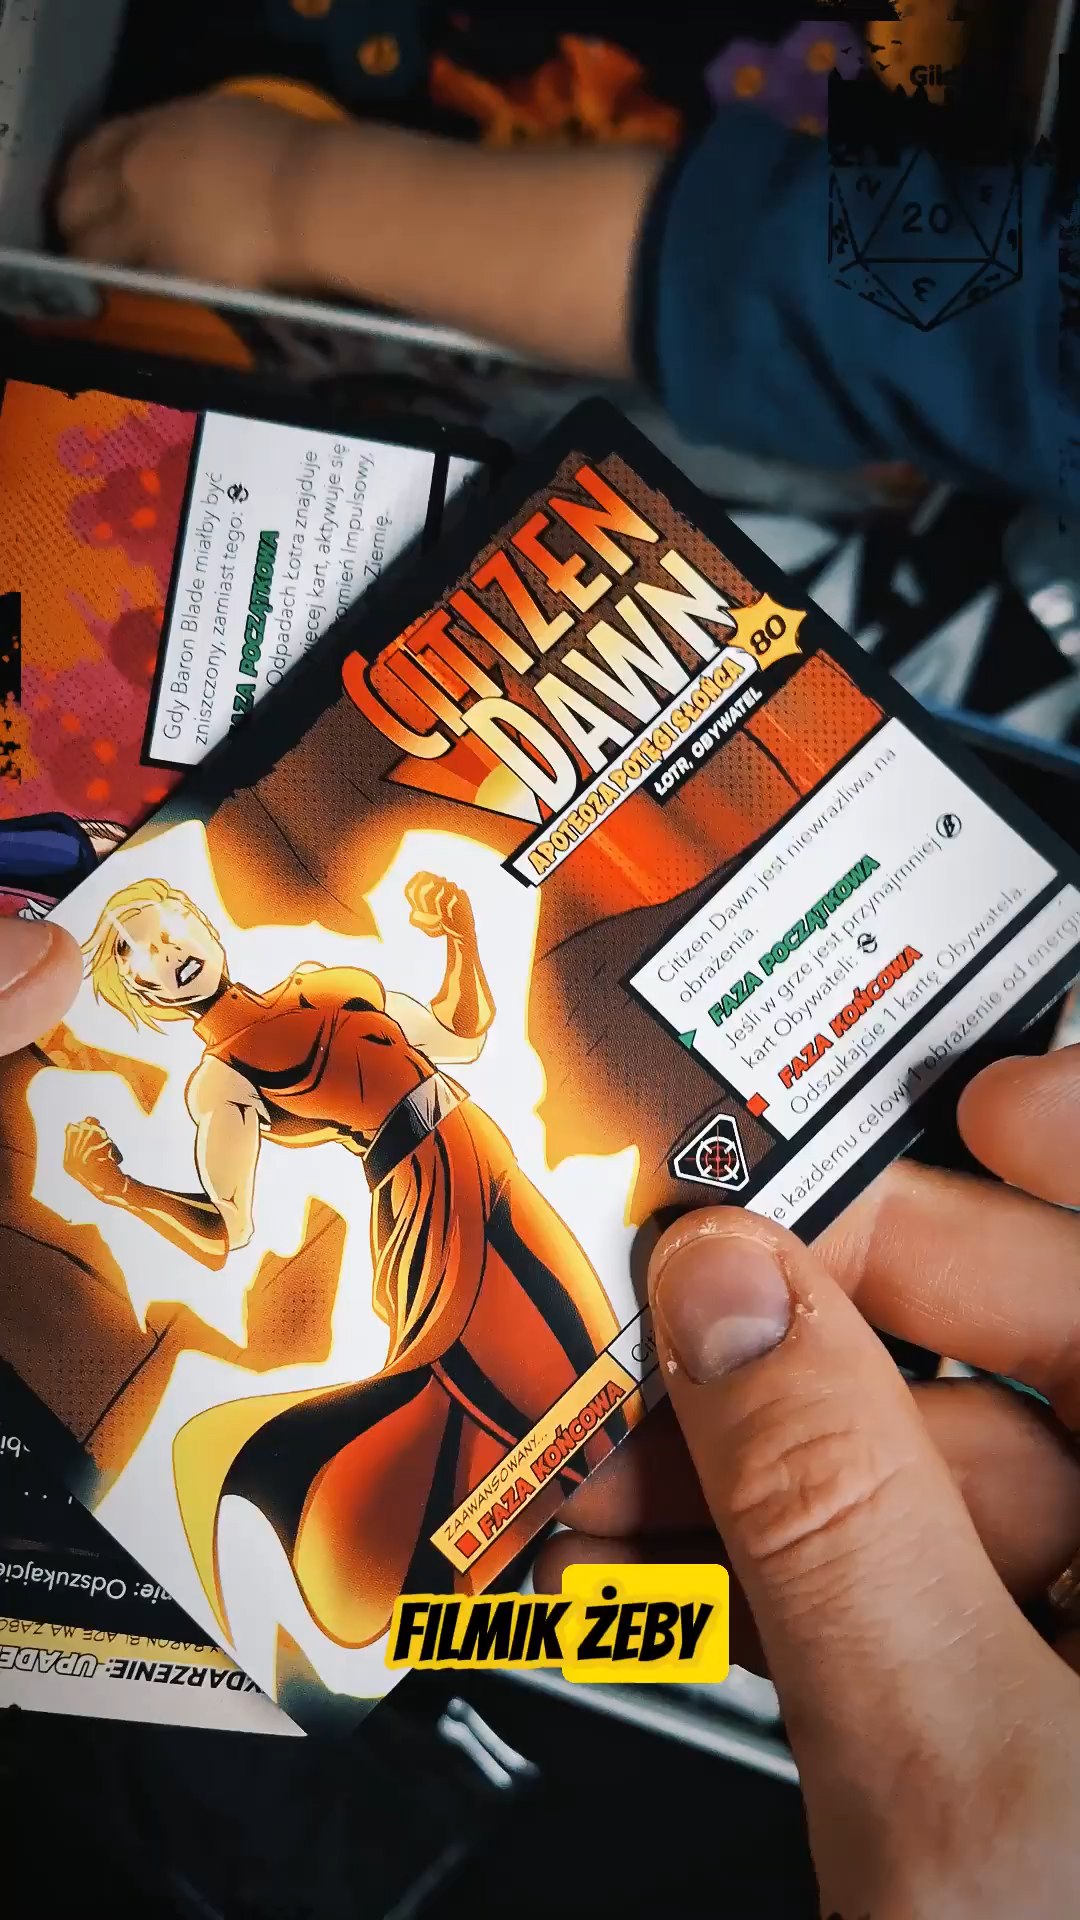 20
Gdy Baron Blade miałby być
zniszczony, zamiast tego:
FAZA POCZĄTKOWA
Odpadach Łotra znajduje
więcej kart, aktywuje się
Impulsowy,
Ziemię.
CITIZEN
DAWN
80
APOTEOZA POTĘGI SŁOŃCA
ŁOTR, OBYWATEL
Citizen Dawn jest niewrażliwa na
obrażenia.
FAZA POCZĄTKOWA
Jeśli w grze jest przynajmniej
kart Obywateli:
FAZA KOŃCOWA
Odszukajcie 1 kartę Obywatela.
ZAAWANSOWANY...
FAZA KOŃCOWA
każdemu celowi 1 obrażenie od energii
Odszukajcie
FILMIK ŻEBY